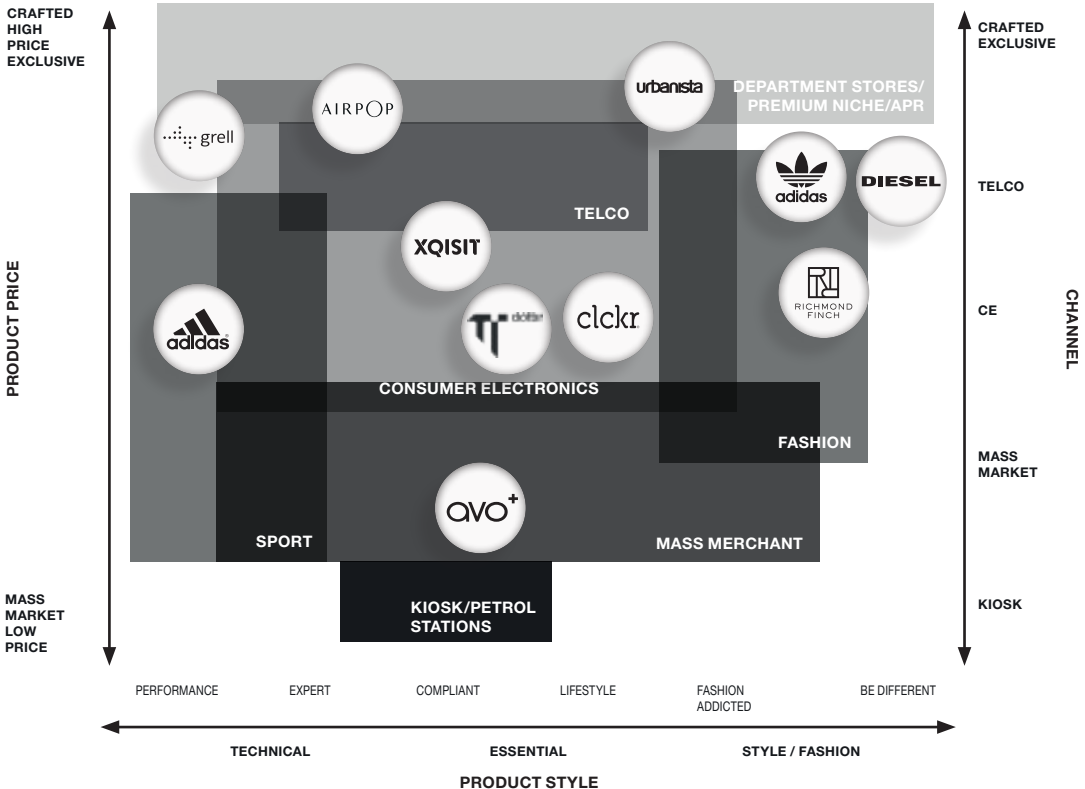 CRAFTED
HIGH
PRICE
EXCLUSIVE
CRAFTED
EXCLUSIVE
urbanista
DEPARTMENT STORES/
PREMIUM NICHE/APR
AIRPOP
grell
adidas
DIESEL
TELCO
TELCO
XQISIT
PRODUCT PRICE
CHANNEL
RICHMOND
FINCH
CE
clckr
adidas
CONSUMER ELECTRONICS
FASHION
MASS
MARKET
avo+
SPORT
MASS MERCHANT
MASS
MARKET
LOW
PRICE
KIOSK/PETROL
STATIONS
KIOSK
PERFORMANCE
EXPERT
COMPLIANT
LIFESTYLE
FASHION
ADDICTED
BE DIFFERENT
TECHNICAL
ESSENTIAL
STYLE / FASHION
PRODUCT STYLE